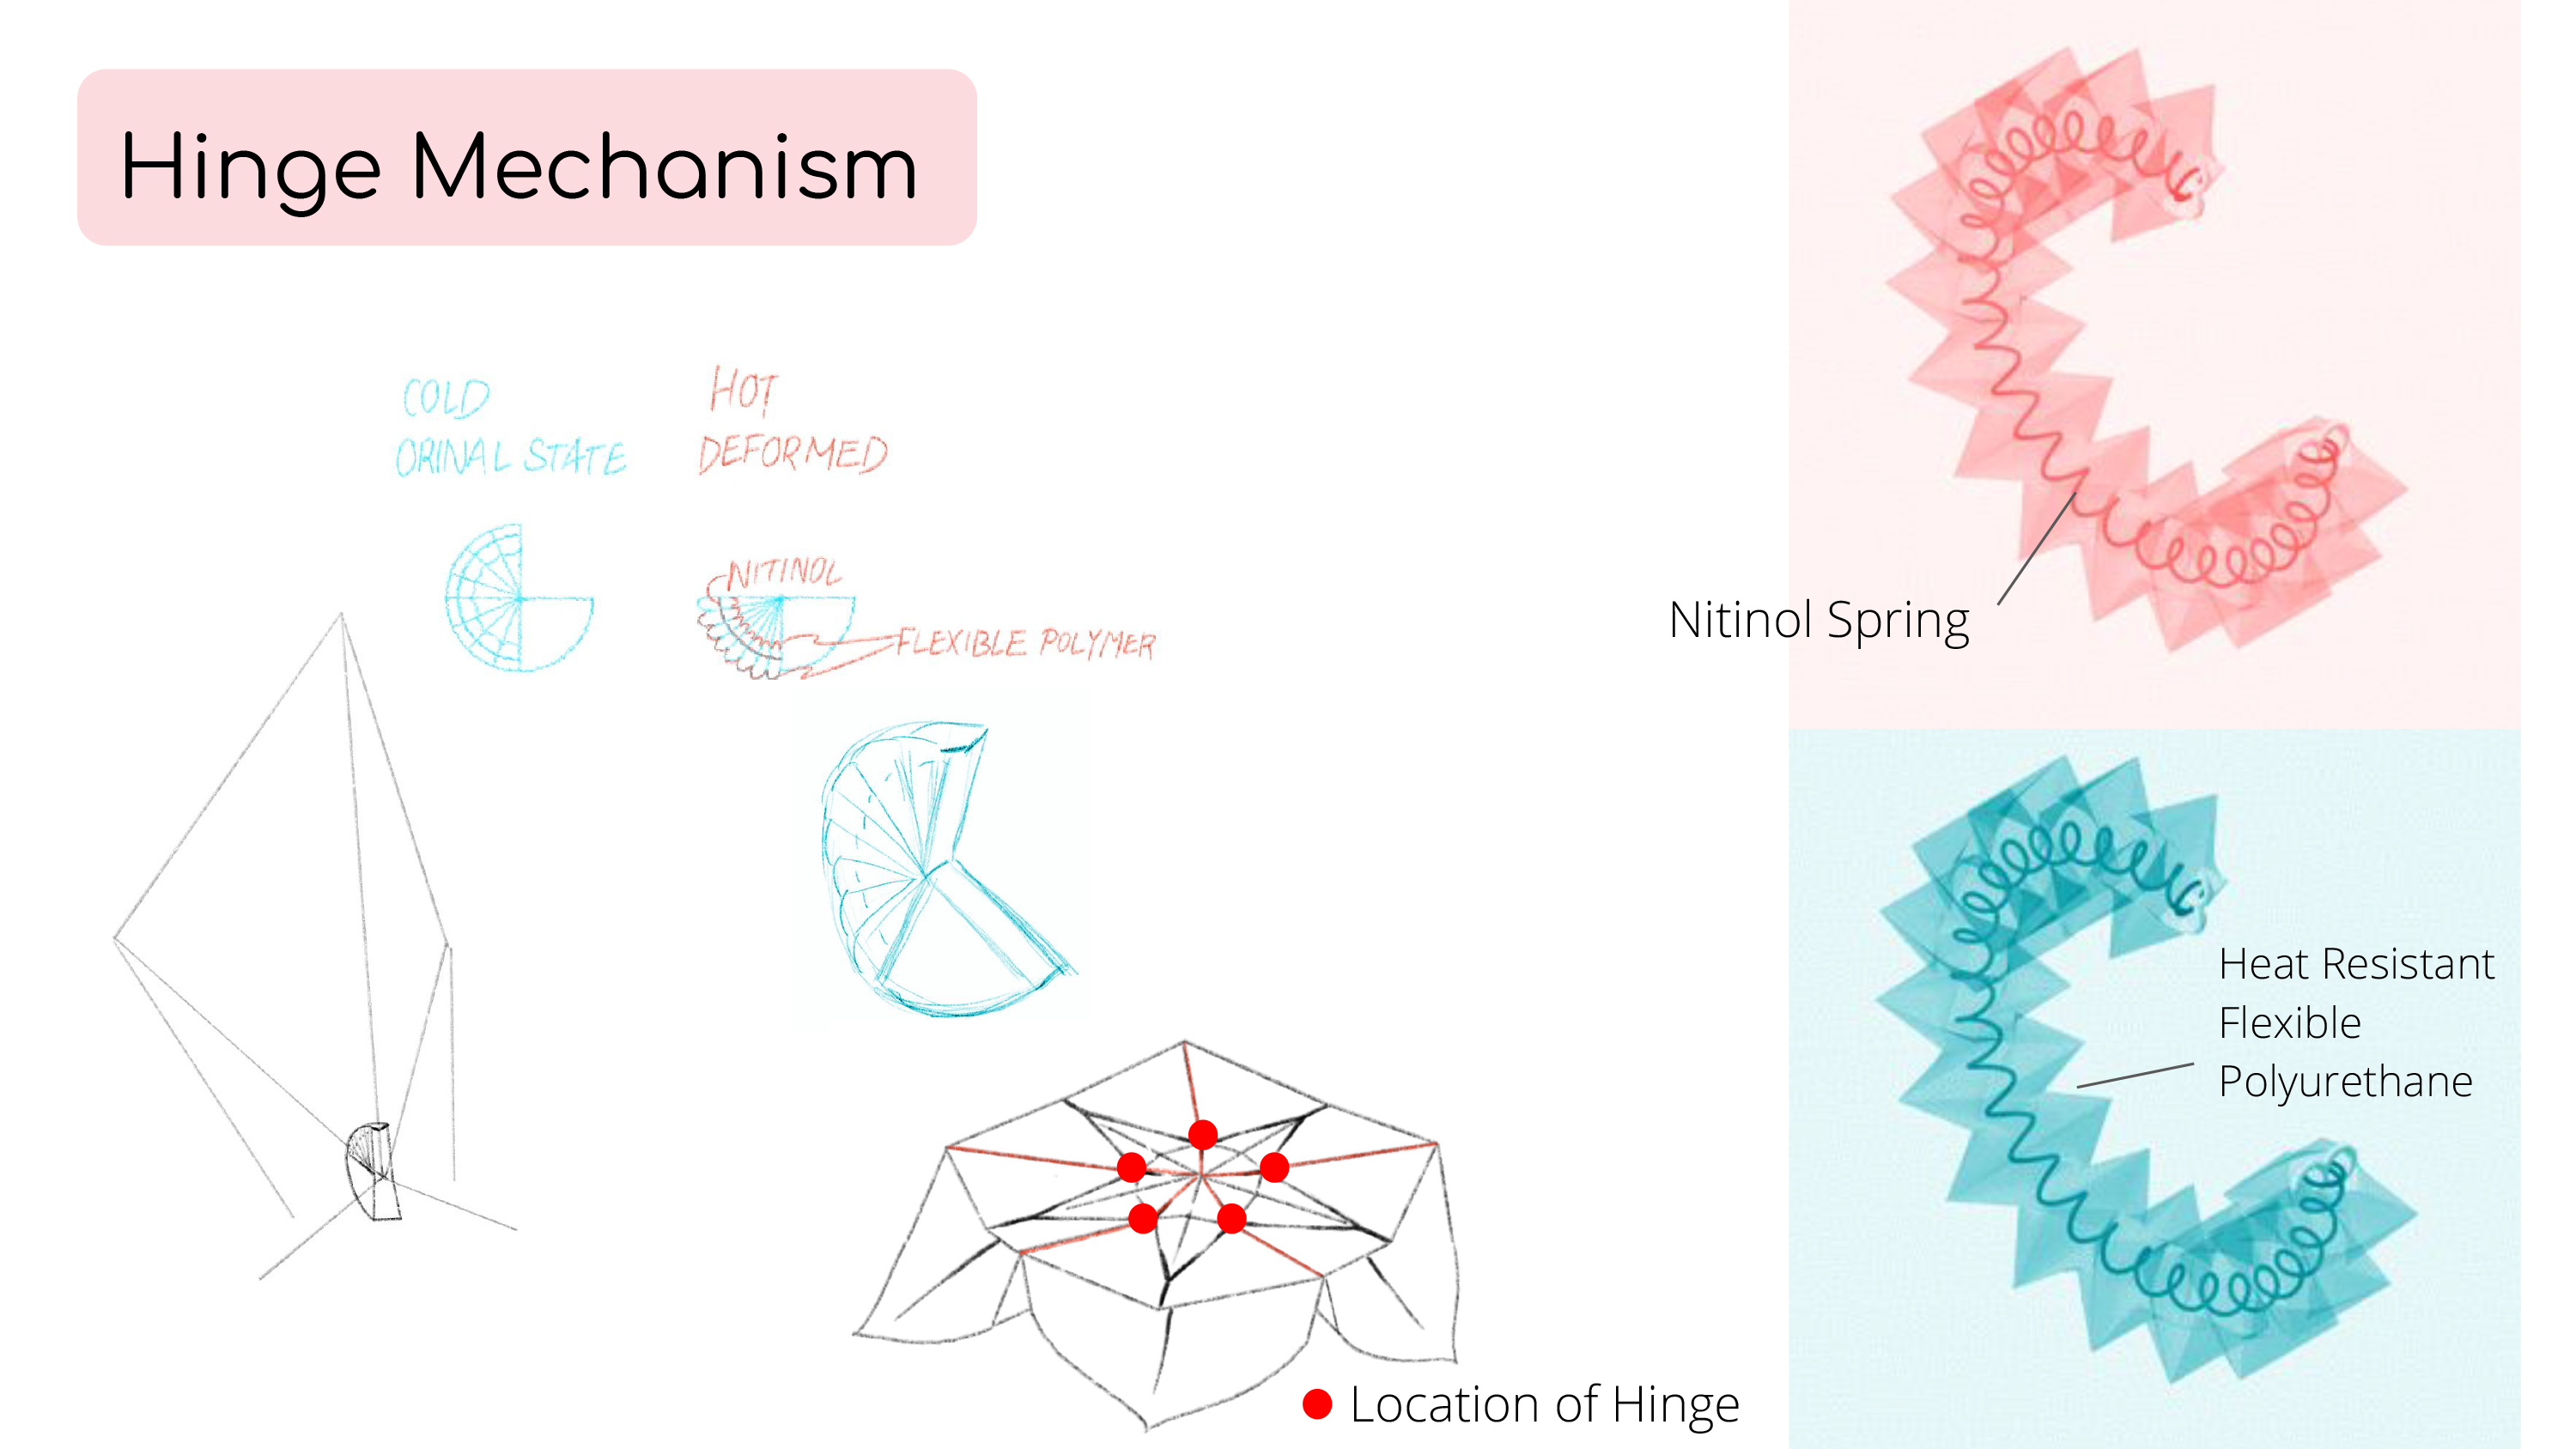 Hinge Mechanism
COLD
ORINAL STATE
HOT
DEFORMED
NITINOL
FLEXIBLE POLYMER
Nitinol Spring
Heat Resistant
Flexible
Polyurethane
Location of Hinge